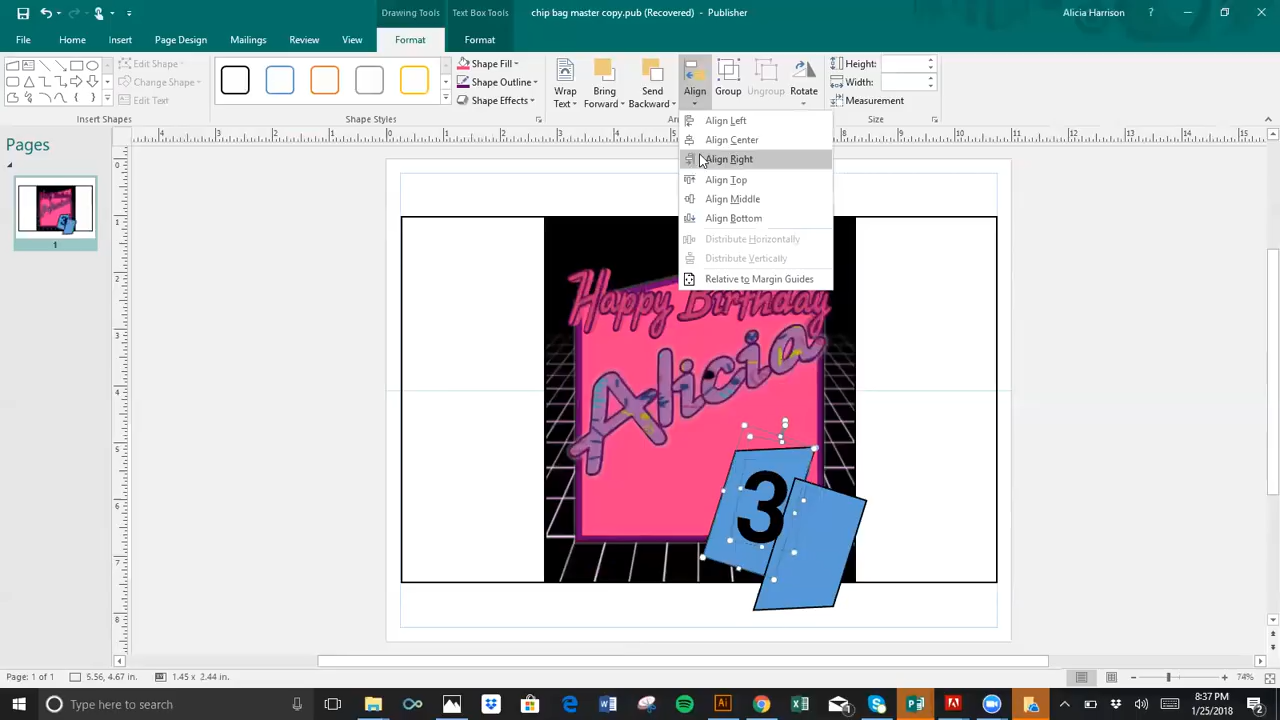 Drawing Tools Text Box Tools chip bag master copy.pub (Recovered) - Publisher Alicia Harrison ?
File Home Insert Page Design Mailings Review View Format Format
Edit Shape
Change Shape
Edit Text
Insert Shapes
Shape Fill
Shape Outline
Shape Effects
Shape Styles
Wrap Text
Bring Forward
Send Backward
Align
Group
Ungroup
Rotate
Height:
Width:
Measurement
Size
Align Left
Align Center
Align Right
Align Top
Align Middle
Align Bottom
Distribute Horizontally
Distribute Vertically
Relative to Margin Guides
Pages
1
Happy Birthday
Alicia
3
Page: 1 of 1 5.56, 4.67 in. 1.45 x 2.44 in. 74%
Type here to search
8:37 PM
1/25/2018